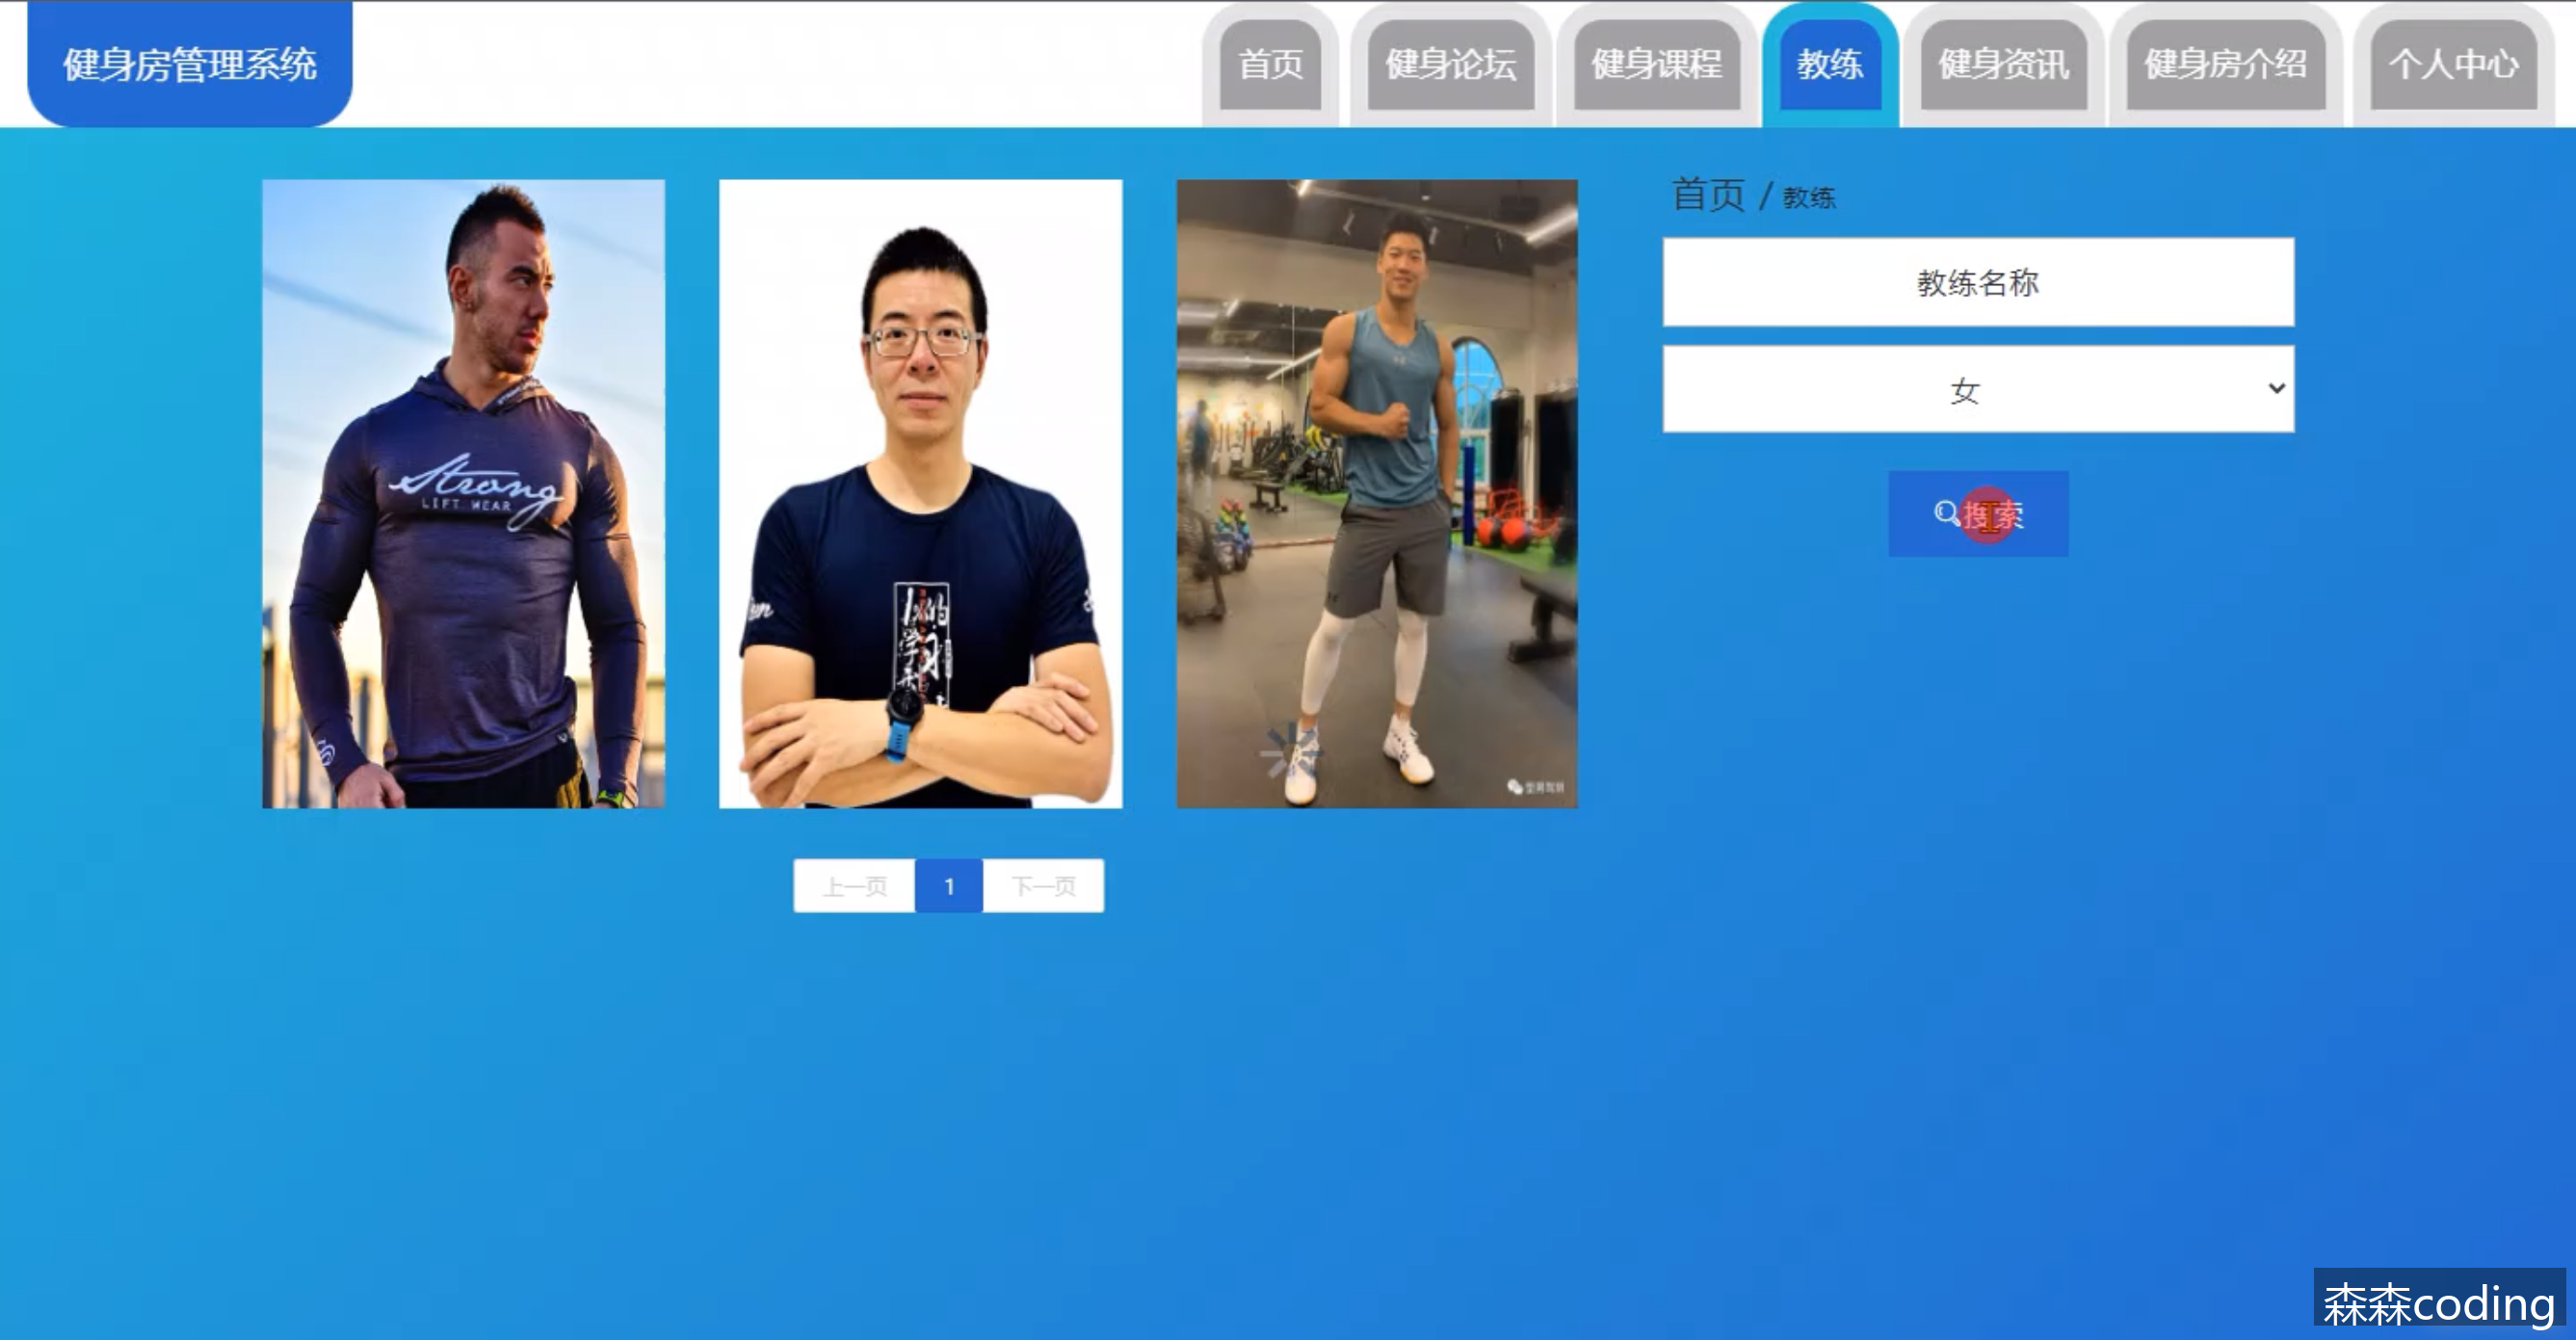 健身房管理系统
首页
健身论坛
健身课程
教练
健身资讯
健身房介绍
个人中心
首页 / 教练
教练名称
女
搜索
Strong
LIFT WEAR
上一页
1
下一页
森森coding